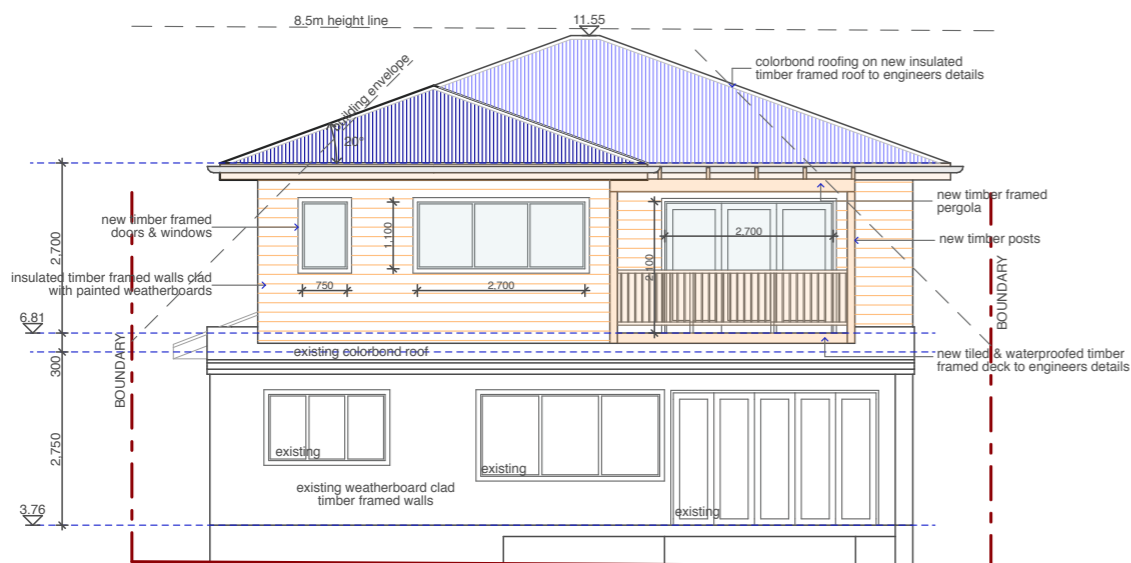 8.5m height line
11.55
colorbond roofing on new insulated
timber framed roof to engineers details
building envelope
20°
new timber framed
doors & windows
1,100
2,700
new timber framed
pergola
new timber posts
2,700
2,100
insulated timber framed walls clad
with painted weatherboards
750
2,700
BOUNDARY
6.81
existing colorbond roof
300
new tiled & waterproofed timber
framed deck to engineers details
BOUNDARY
2,750
existing
existing
existing weatherboard clad
timber framed walls
existing
3.76